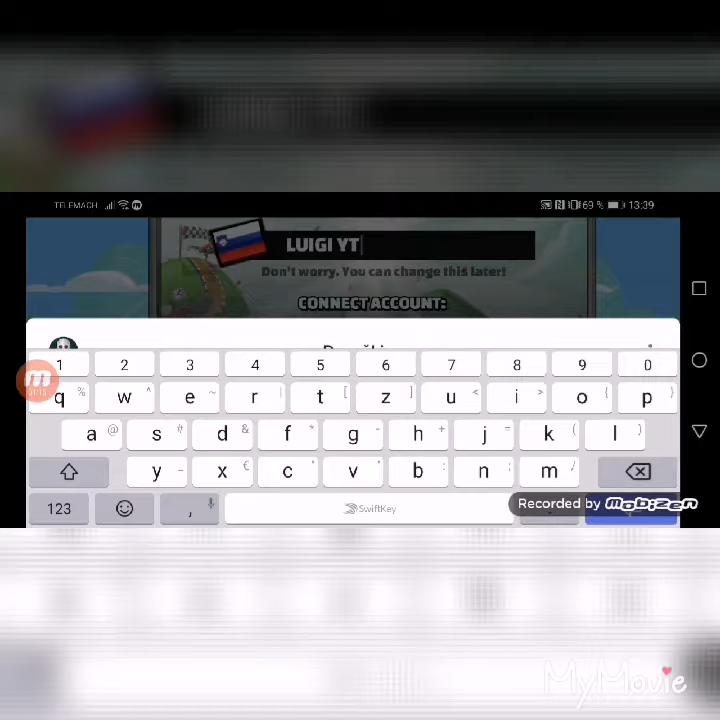 TELEMACH
69 % 13:39
LUIGI YT
Don't worry. You can change this later!
CONNECT ACCOUNT:
1 2 3 4 5 6 7 8 9 0
q % w ^ e ~ r | t [ z ] u < i > o { p }
a @ s # d & f * g - h + j = k ( l )
y _ x € c " v ' b : n ; m /
123 , SwiftKey
Recorded by mobizen
MyMovie